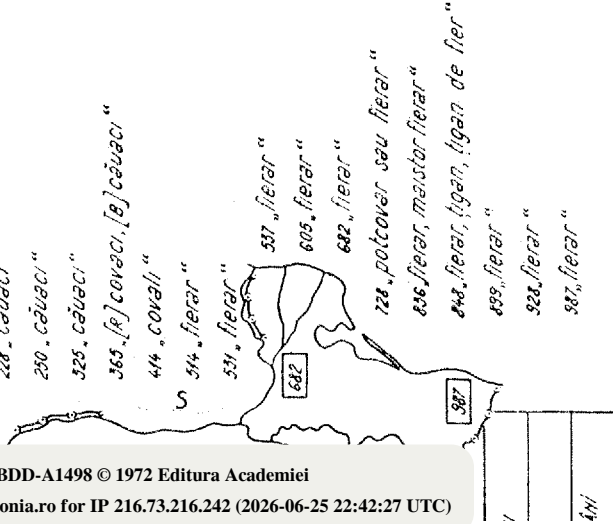 228 „căuaci“
250 „căuaci“
325 „căuaci“
365 „[R] covaci, [B] căuaci“
414 „covali“
514 „fierar“
531 „fierar“
537 „fierar“
605 „fierar“
682 „fierar“
728 „potcovar sau fierar“
836 „fierar, maistor fierar“
848 „fierar, țigan, țigan de fier“
899 „fierar“
928 „fierar“
987 „fierar“
S
682
987
BDD-A1498 © 1972 Editura Academiei
onia.ro for IP 216.73.216.242 (2026-06-25 22:42:27 UTC)